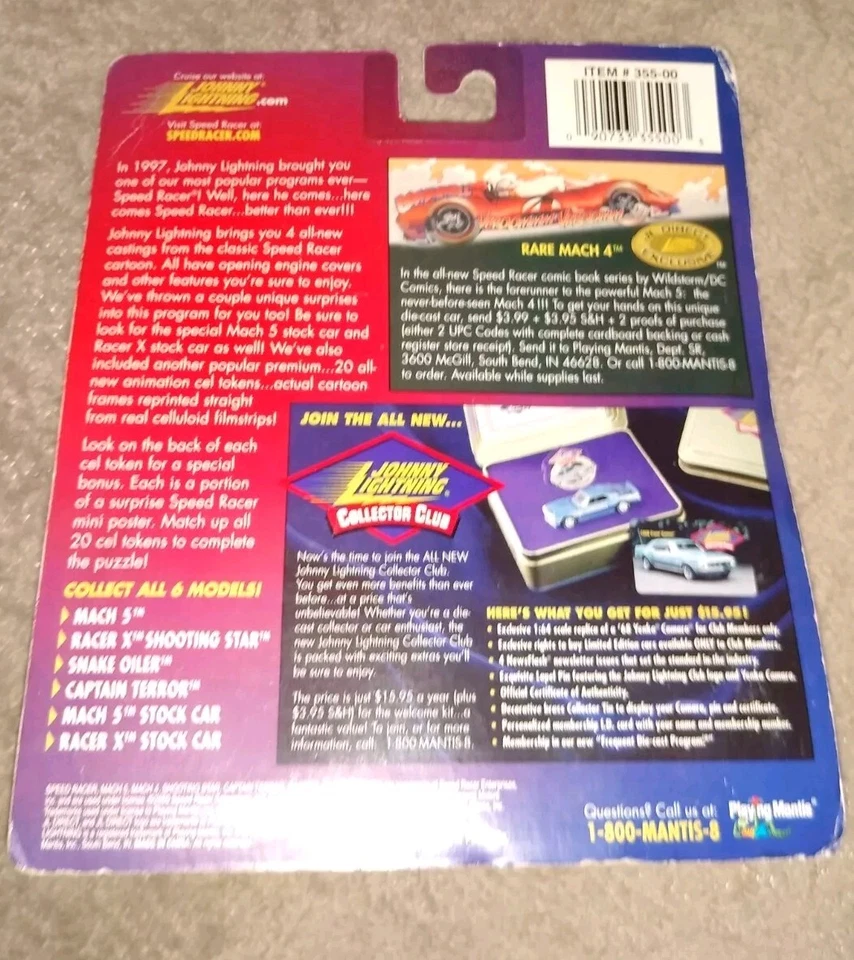 Cruise our website at:
JOHNNY
LIGHTNING.com
Visit Speed Racer at:
SPEEDRACER.COM
In 1997, Johnny Lightning brought you
one of our most popular programs ever—
Speed Racer®! Well, here he comes...here
comes Speed Racer...better than ever!!!
Johnny Lightning brings you 4 all-new
castings from the classic Speed Racer
cartoon. All have opening engine covers
and other features you're sure to enjoy.
We've thrown a couple unique surprises
into this program for you too! Be sure to
look for the special Mach 5 stock car and
Racer X stock car as well! We've also
included another popular premium...20 all-
new animation cel tokens...actual cartoon
frames reprinted straight
from real celluloid filmstrips!
Look on the back of each
cel token for a special
bonus. Each is a portion
of a surprise Speed Racer
mini poster. Match up all
20 cel tokens to complete
the puzzle!
COLLECT ALL 6 MODELS!
MACH 5™
RACER X™ SHOOTING STAR™
SNAKE OILER™
CAPTAIN TERROR™
MACH 5™ STOCK CAR
RACER X™ STOCK CAR
ITEM # 355-00
0 90733 35500 3
RARE MACH 4™
JL DIRECT
EXCLUSIVE
In the all-new Speed Racer comic book series by Wildstorm/DC
Comics, there is the forerunner to the powerful Mach 5: the
never-before-seen Mach 4!!! To get your hands on this unique
die-cast car, send $3.99 + $3.95 S&H + 2 proofs of purchase
(either 2 UPC Codes with complete cardboard backing or cash
register store receipt). Send it to Playing Mantis, Dept. SR,
3600 McGill, South Bend, IN 46628. Or call 1-800-MANTIS-8
to order. Available while supplies last.
JOIN THE ALL NEW...
JOHNNY
LIGHTNING®
COLLECTOR CLUB
Now's the time to join the ALL NEW
Johnny Lightning Collector Club.
You get even more benefits than ever
before...at a price that's
unbelievable! Whether you're a die-
cast collector or car enthusiast, the
new Johnny Lightning Collector Club
is packed with exciting extras you'll
be sure to enjoy.
The price is just $15.95 a year (plus
$3.95 S&H) for the welcome kit...a
fantastic value! To join, or for more
information, call: 1-800-MANTIS-8.
HERE'S WHAT YOU GET FOR JUST $15.95!
• Exclusive 1:64 scale replica of a '68 Yenko Camaro® for Club Members only.
• Exclusive rights to buy Limited Edition cars available ONLY to Club Members.
• 4 NewsFlash™ newsletter issues that set the standard in the industry.
• Exquisite Lapel Pin featuring the Johnny Lightning Club logo and Yenko Camaro.
• Official Certificate of Authenticity.
• Decorative brass Collector Tin to display your Camaro, pin and certificate.
• Personalized membership I.D. card with your name and membership number.
• Membership in our new "Frequent Die-cast Program"!
SPEED RACER, MACH 5, MACH 4, SHOOTING STAR, CAPTAIN
Questions? Call us at:
1-800-MANTIS-8
Playing Mantis®